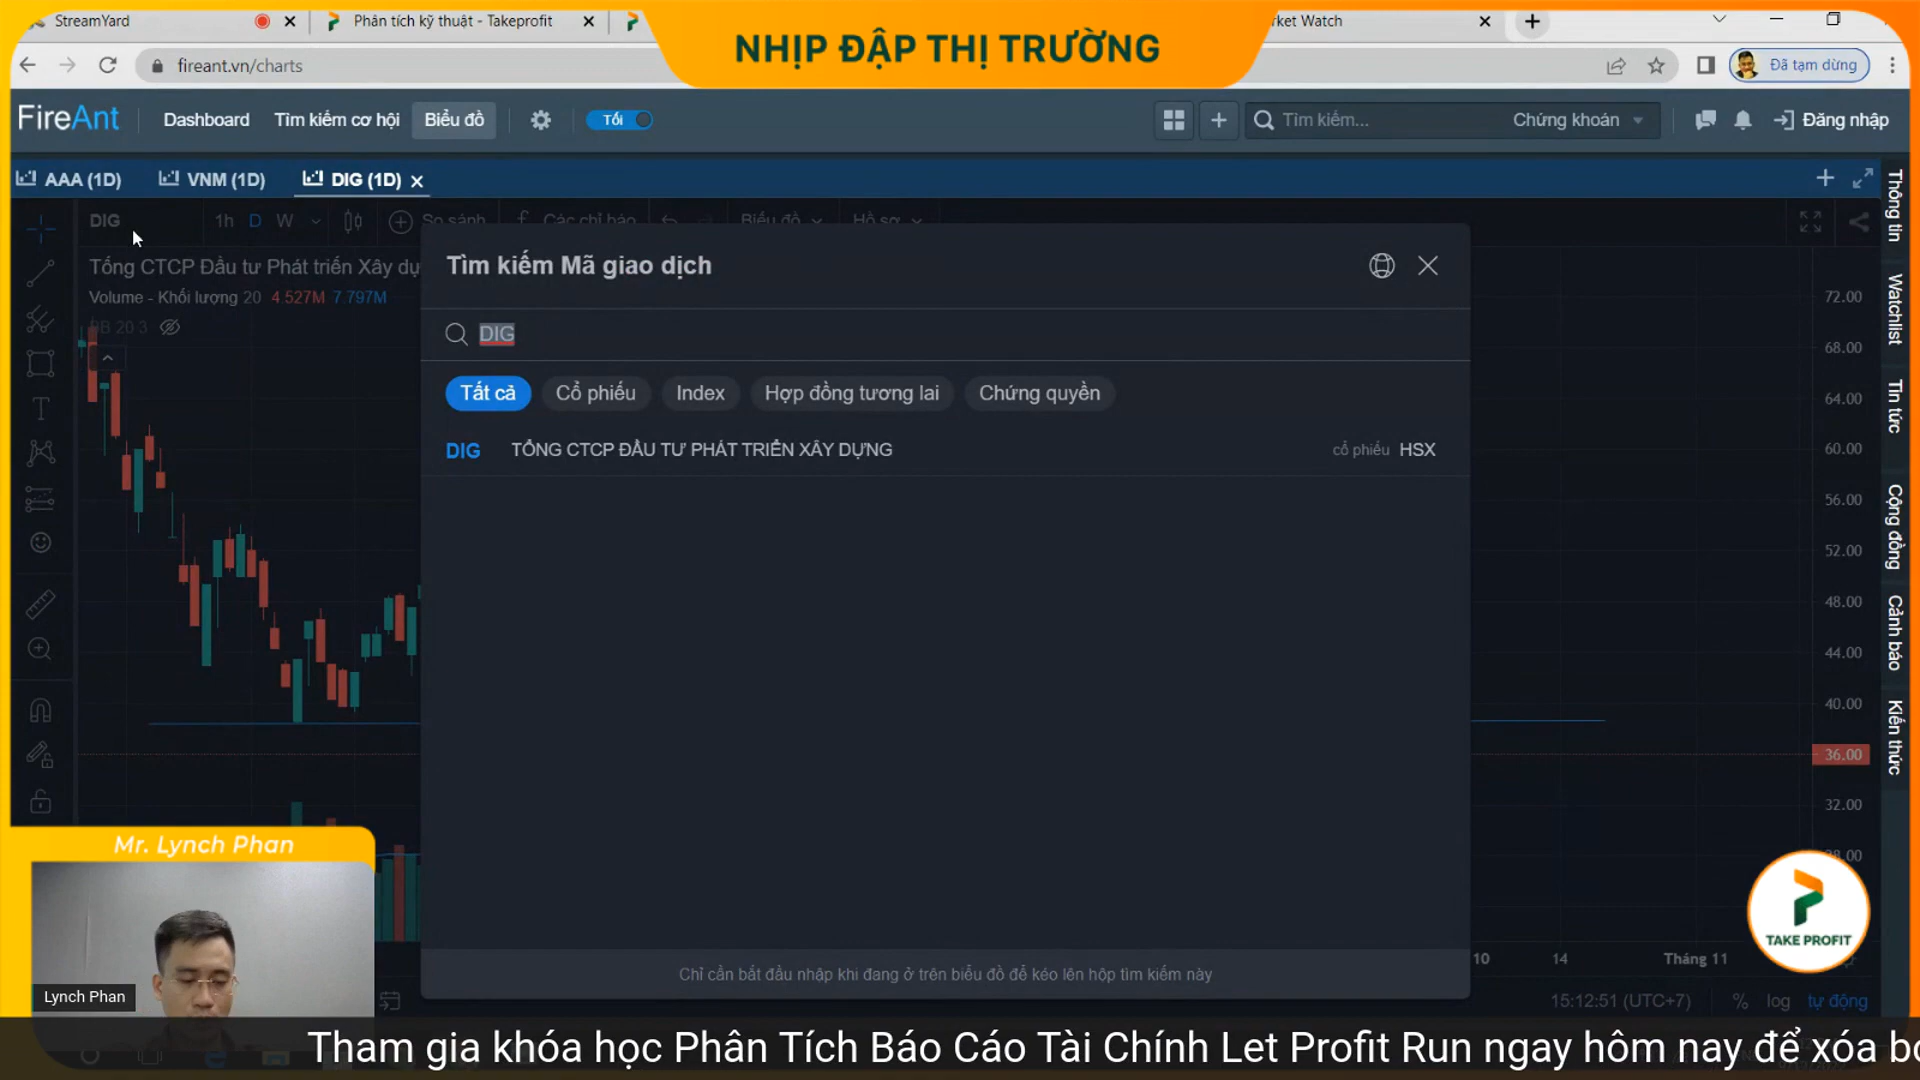 StreamYard
Phân tích kỹ thuật - Takeprofit
NHỊP ĐẬP THỊ TRƯỜNG
rket Watch
fireant.vn/charts
Đã tạm dừng
FireAnt
Dashboard
Tìm kiếm cơ hội
Biểu đồ
Tối
Tìm kiếm...
Chứng khoán
Đăng nhập
AAA (1D)
VNM (1D)
DIG (1D)
DIG
1h
D
W
So sánh
Các chỉ báo
Biểu đồ
Hồ sơ
Tổng CTCP Đầu tư Phát triển Xây dự
Volume - Khối lượng 20 4.527M 7.797M
BB 20 3
Tìm kiếm Mã giao dịch
DIG
Tất cả
Cổ phiếu
Index
Hợp đồng tương lai
Chứng quyền
DIG
TỔNG CTCP ĐẦU TƯ PHÁT TRIỂN XÂY DỰNG
cổ phiếu HSX
Chỉ cần bắt đầu nhập khi đang ở trên biểu đồ để kéo lên hộp tìm kiếm này
72.00
68.00
64.00
60.00
56.00
52.00
48.00
44.00
40.00
36.00
32.00
Thông tin
Watchlist
Tin tức
Cộng đồng
Cảnh báo
Kiến thức
10
14
Tháng 11
15:12:51 (UTC+7)
%
log
tự động
TAKE PROFIT
Mr. Lynch Phan
Lynch Phan
Tham gia khóa học Phân Tích Báo Cáo Tài Chính Let Profit Run ngay hôm nay để xóa bỏ